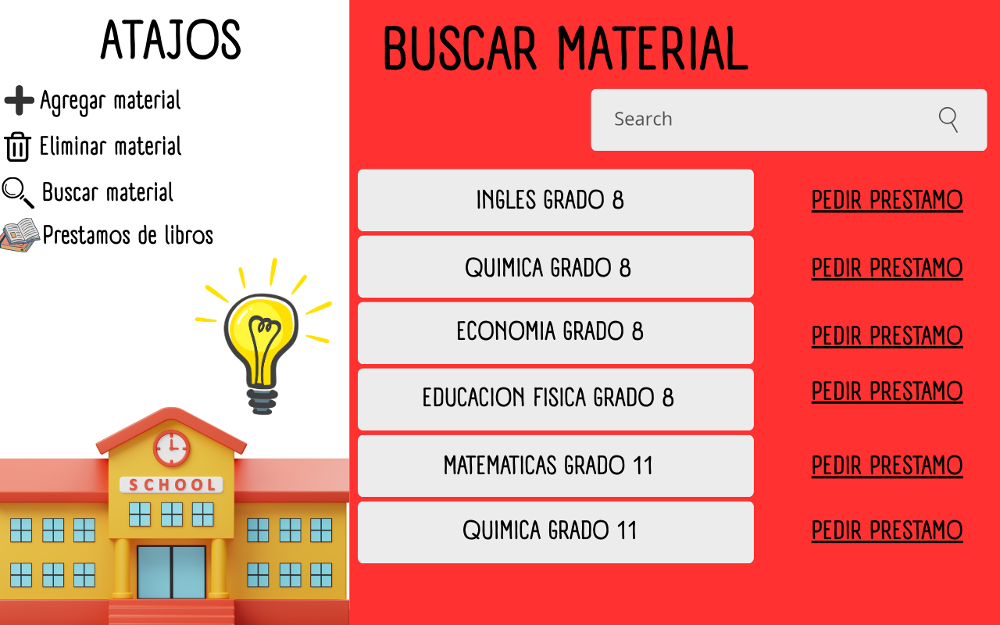 ATAJOS
Agregar material
Eliminar material
Buscar material
Prestamos de libros
SCHOOL
BUSCAR MATERIAL
Search
INGLES GRADO 8
PEDIR PRESTAMO
QUIMICA GRADO 8
PEDIR PRESTAMO
ECONOMIA GRADO 8
PEDIR PRESTAMO
EDUCACION FISICA GRADO 8
PEDIR PRESTAMO
MATEMATICAS GRADO 11
PEDIR PRESTAMO
QUIMICA GRADO 11
PEDIR PRESTAMO